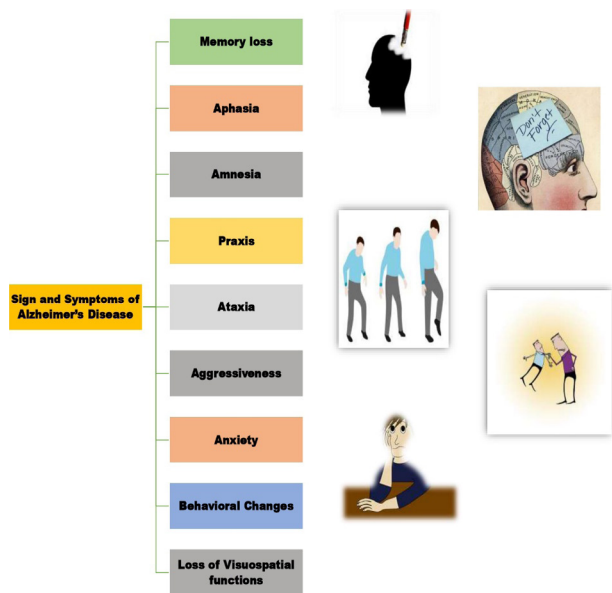 Memory loss
Aphasia
Amnesia
Praxis
Sign and Symptoms of
Alzheimer's Disease
Ataxia
Aggressiveness
Anxiety
Behavioral Changes
Loss of Visuospatial
functions
Don't
Forget